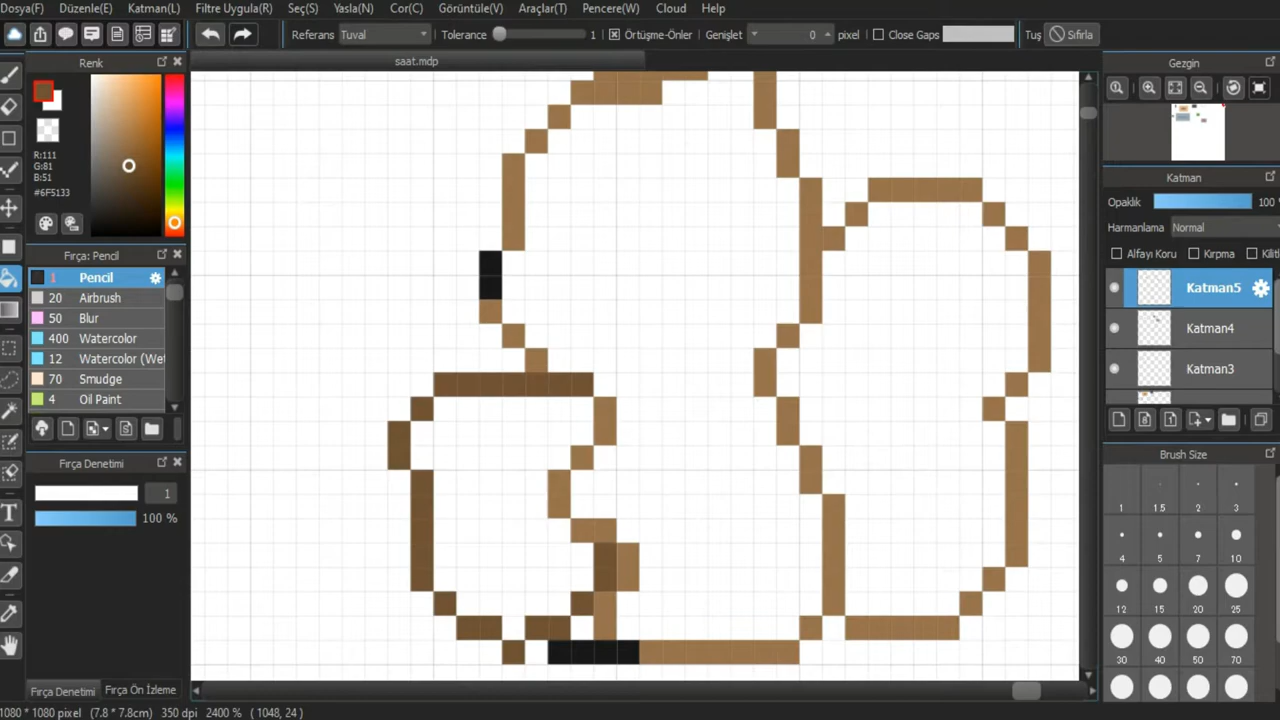 Dosya(F) Düzenle(E) Katman(L) Filtre Uygula(R) Seç(S) Yasla(N) Cor(C) Görüntüle(V) Araçlar(T) Pencere(W) Cloud Help
Referans Tuval Tolerance 1 Örtüşme-Önler Genişlet 0 pixel Close Gaps Tuş Sıfırla
saat.mdp
Renk
R:111
G:81
B:51
#6F5133
Fırça: Pencil
1 Pencil
20 Airbrush
50 Blur
400 Watercolor
12 Watercolor (Wet
70 Smudge
4 Oil Paint
Fırça Denetimi
1
100 %
Fırça Denetimi Fırça Ön İzleme
1080 * 1080 pixel (7.8 * 7.8cm) 350 dpi 2400 % ( 1048, 24 )
Gezgin
Katman
Opaklık 100
Harmanlama Normal
Alfayı Koru Kırpma Kilitl
Katman5
Katman4
Katman3
8 1
Brush Size
1 1.5 2 3
4 5 7 10
12 15 20 25
30 40 50 70